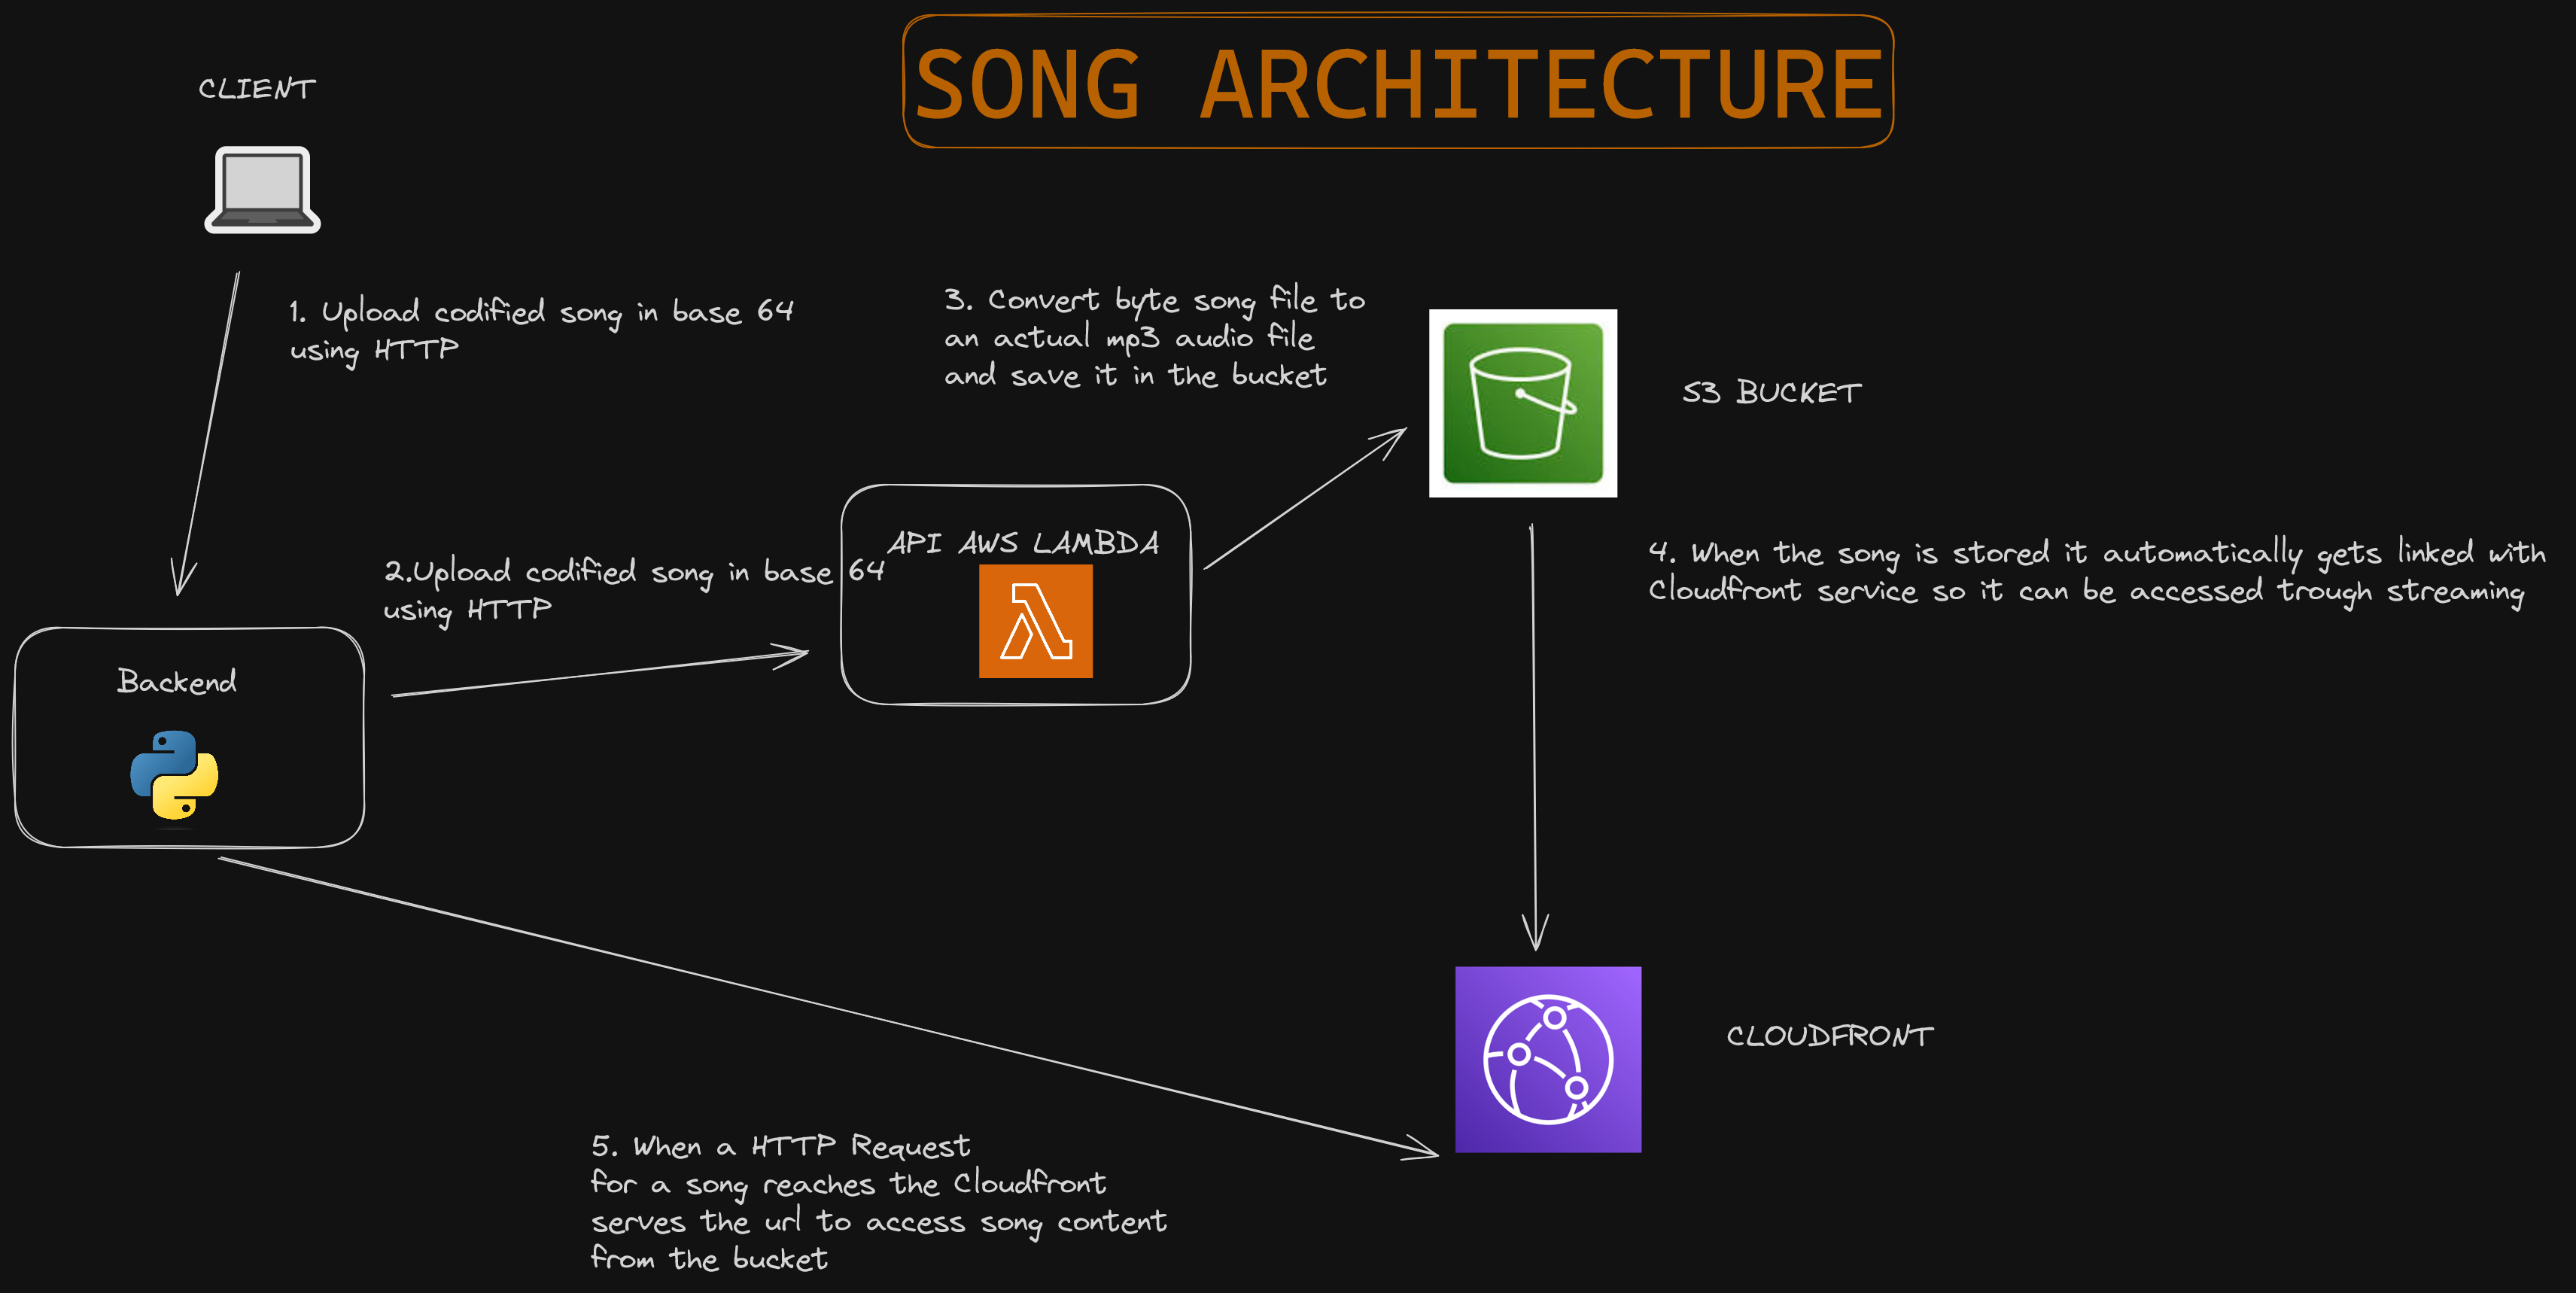 SONG ARCHITECTURE
CLIENT
1. Upload codified song in base 64
using HTTP
3. Convert byte song file to
an actual mp3 audio file
and save it in the bucket
S3 BUCKET
API AWS LAMBDA
2.Upload codified song in base 64
using HTTP
4. When the song is stored it automatically gets linked with
Cloudfront service so it can be accessed trough streaming
Backend
CLOUDFRONT
5. When a HTTP Request
for a song reaches the Cloudfront
serves the url to access song content
from the bucket